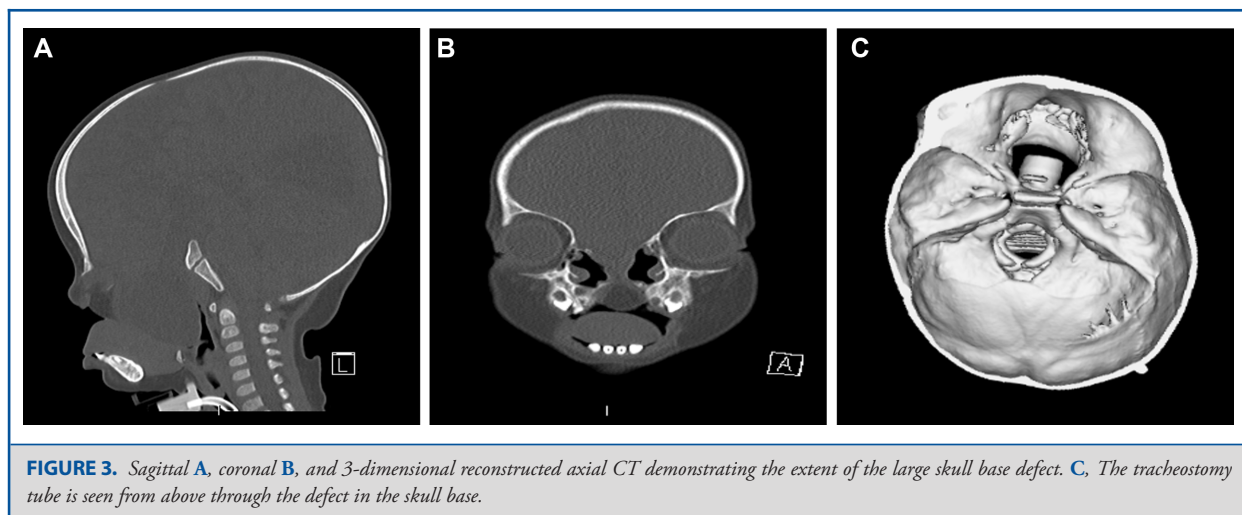 A
B
C
L
A
FIGURE 3. Sagittal A, coronal B, and 3-dimensional reconstructed axial CT demonstrating the extent of the large skull base defect. C, The tracheostomy
tube is seen from above through the defect in the skull base.